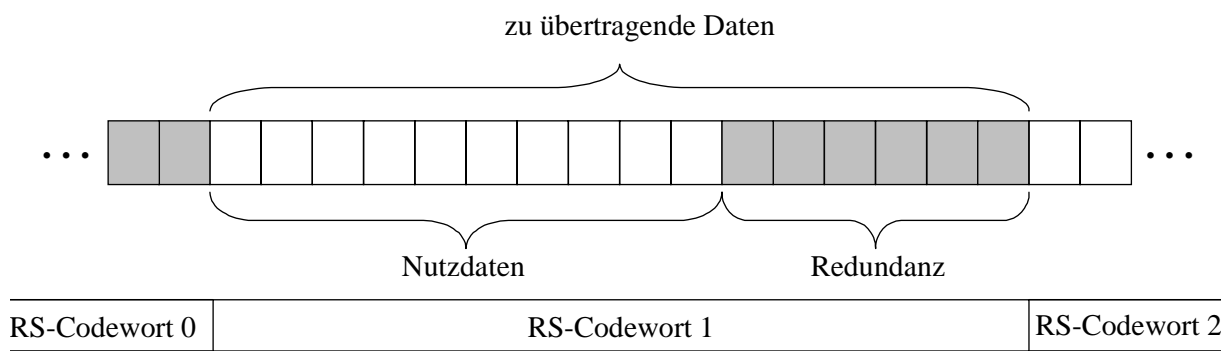 zu übertragende Daten
... ...
Nutzdaten Redundanz
RS-Codewort 0 RS-Codewort 1 RS-Codewort 2